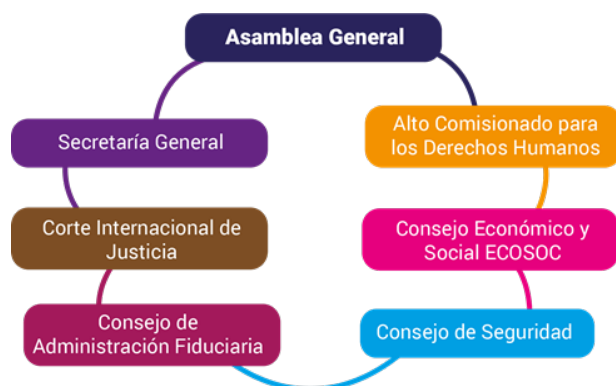 Asamblea General
Secretaría General
Alto Comisionado para
los Derechos Humanos
Corte Internacional de
Justicia
Consejo Económico y
Social ECOSOC
Consejo de
Administración Fiduciaria
Consejo de Seguridad